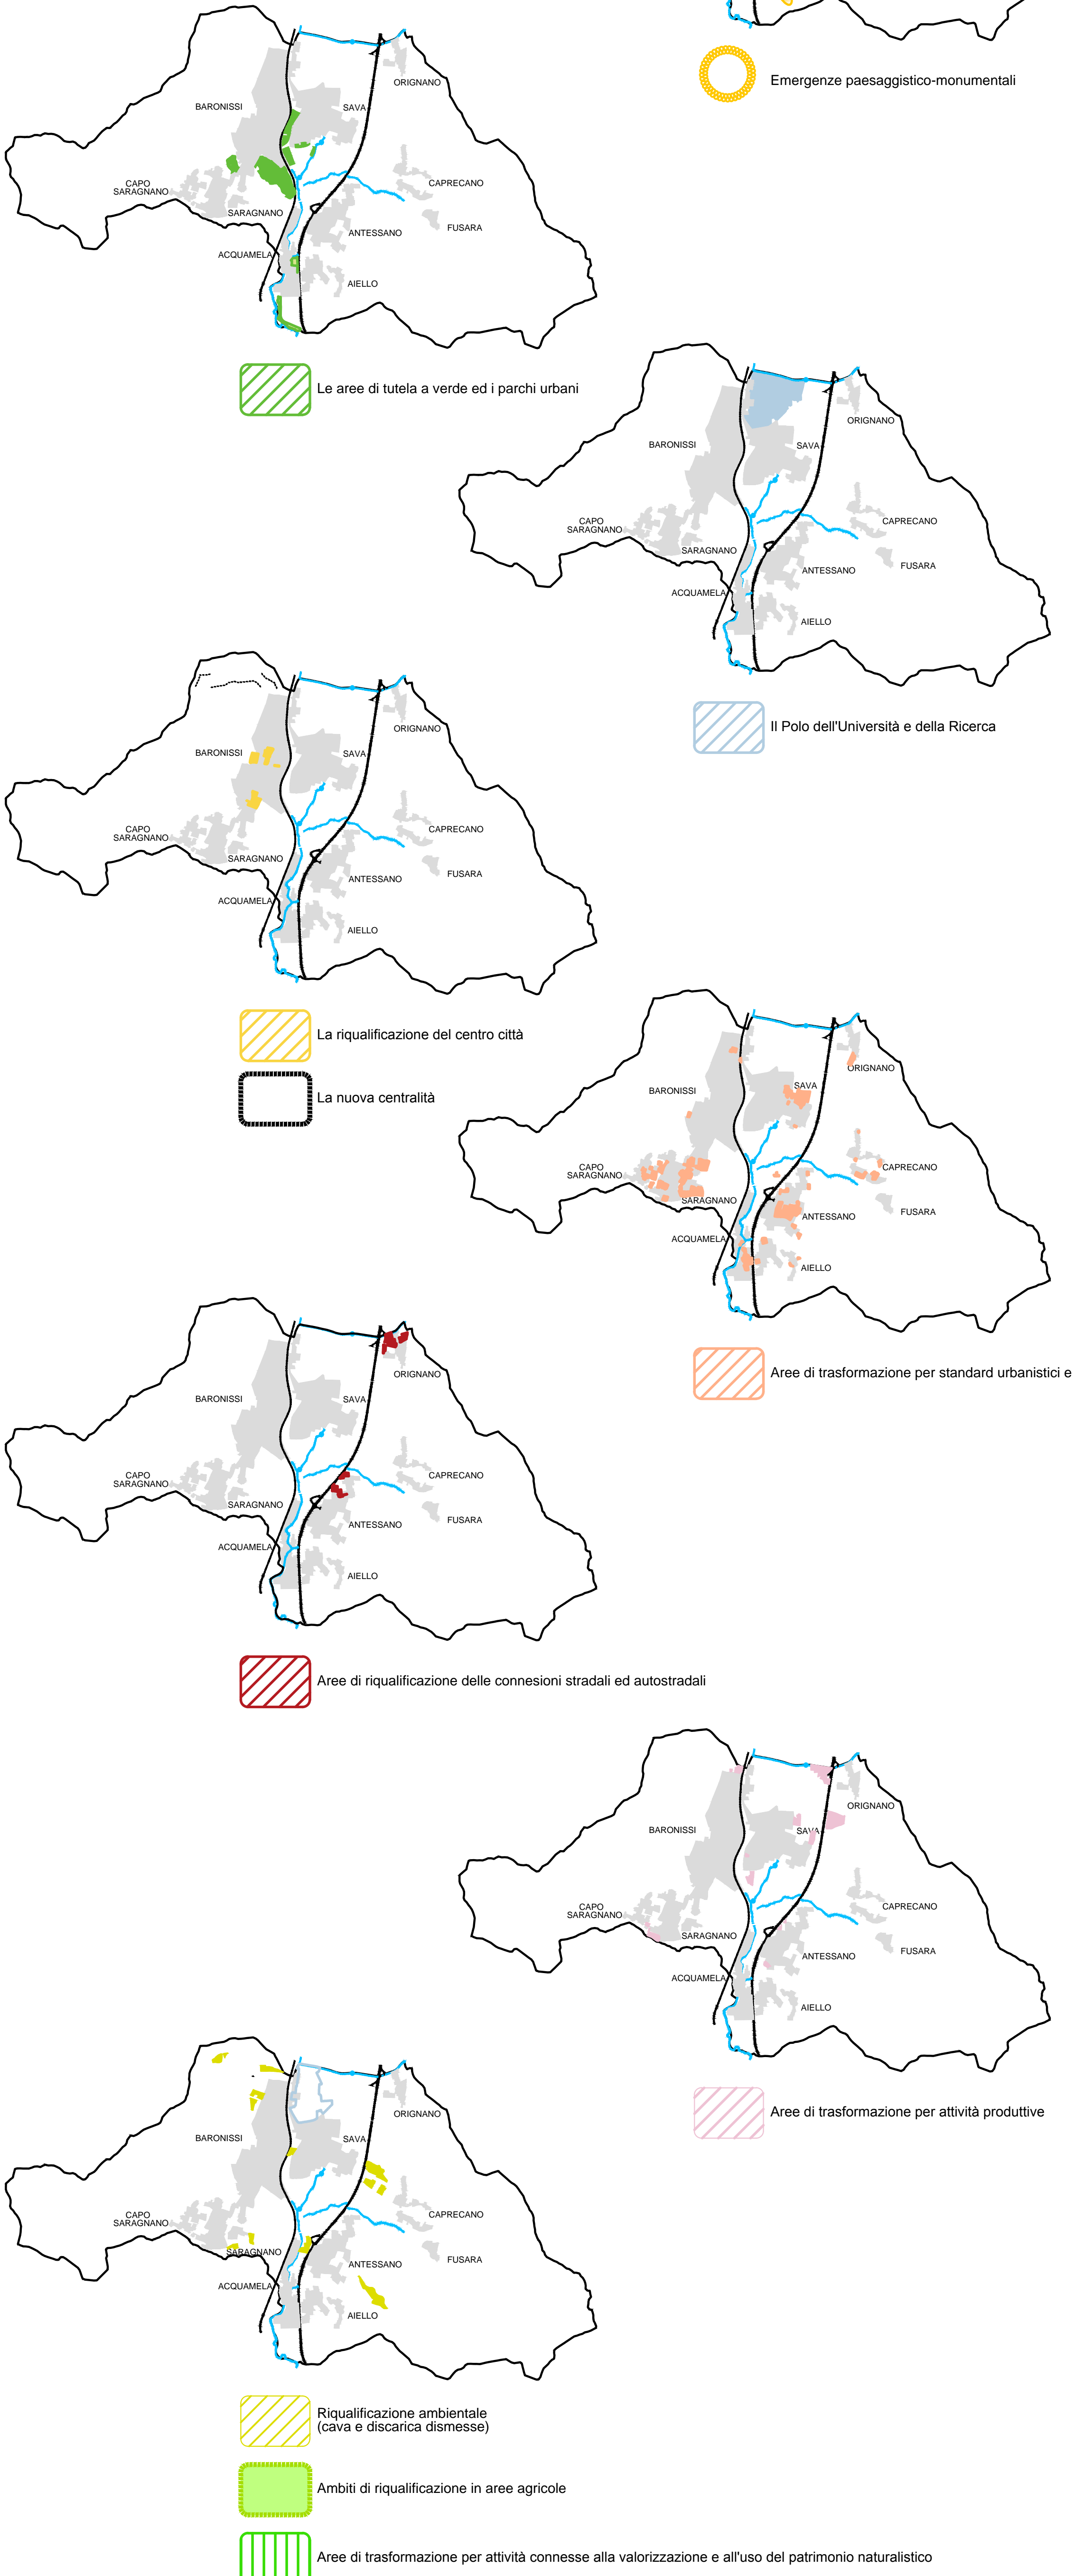 Emergenze paesaggistico-monumentali
ORIGNANO
BARONISSI
SAVA
CAPO
SARAGNANO
CAPRECANO
SARAGNANO
FUSARA
ANTESSANO
ACQUAMELA
AIELLO
Le aree di tutela a verde ed i parchi urbani
ORIGNANO
BARONISSI
SAVA
CAPO
SARAGNANO
CAPRECANO
SARAGNANO
FUSARA
ANTESSANO
ACQUAMELA
AIELLO
Il Polo dell'Università e della Ricerca
ORIGNANO
BARONISSI
SAVA
CAPO
SARAGNANO
CAPRECANO
SARAGNANO
FUSARA
ANTESSANO
ACQUAMELA
AIELLO
La riqualificazione del centro città
La nuova centralità
ORIGNANO
BARONISSI
SAVA
CAPO
SARAGNANO
CAPRECANO
SARAGNANO
FUSARA
ANTESSANO
ACQUAMELA
AIELLO
Aree di trasformazione per standard urbanistici e
ORIGNANO
BARONISSI
SAVA
CAPO
SARAGNANO
CAPRECANO
SARAGNANO
FUSARA
ANTESSANO
ACQUAMELA
AIELLO
Aree di riqualificazione delle connesioni stradali ed autostradali
ORIGNANO
BARONISSI
SAVA
CAPO
SARAGNANO
CAPRECANO
SARAGNANO
FUSARA
ANTESSANO
ACQUAMELA
AIELLO
Aree di trasformazione per attività produttive
ORIGNANO
BARONISSI
SAVA
CAPO
SARAGNANO
CAPRECANO
SARAGNANO
FUSARA
ANTESSANO
ACQUAMELA
AIELLO
Riqualificazione ambientale
(cava e discarica dismesse)
Ambiti di riqualificazione in aree agricole
Aree di trasformazione per attività connesse alla valorizzazione e all'uso del patrimonio naturalistico